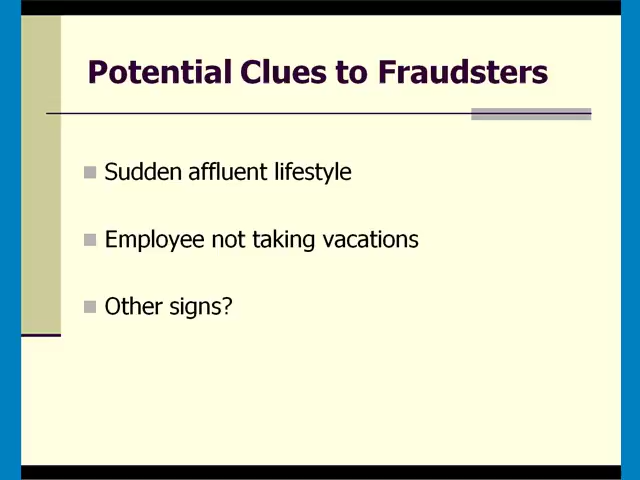 Potential Clues to Fraudsters
Sudden affluent lifestyle
Employee not taking vacations
Other signs?